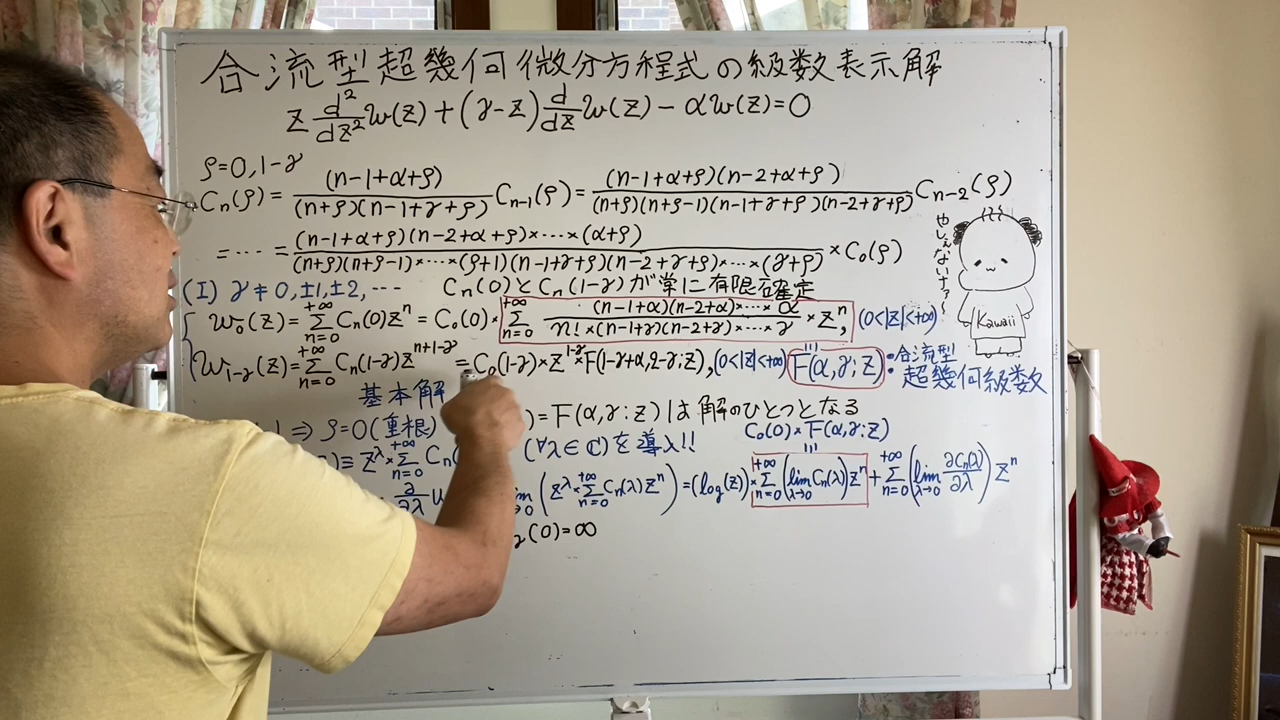 合流型超幾何微分方程式の級数表示解
z d²/dz² w(z) + (γ-z) d/dz w(z) - αw(z) = 0
ρ=0, 1-γ
Cn(ρ) = (n-1+α+ρ)/((n+ρ)(n-1+γ+ρ)) Cn-1(ρ) = (n-1+α+ρ)(n-2+α+ρ)/((n+ρ)(n+ρ-1)(n-1+γ+ρ)(n-2+γ+ρ)) Cn-2(ρ)
= ⋯ = (n-1+α+ρ)(n-2+α+ρ)×⋯×(α+ρ)/((n+ρ)(n+ρ-1)×⋯×(ρ+1)(n-1+γ+ρ)(n-2+γ+ρ)×⋯×(γ+ρ)) × C₀(ρ)
やしぇないナァ〜
Kawaii
(I) γ≠0, ±1, ±2, ⋯ Cn(0)とCn(1-γ)が常に有限確定
w₀(z) = Σ[n=0,+∞] Cn(0)zⁿ = C₀(0)× Σ[n=0,+∞] (n-1+α)(n-2+α)×⋯×α/(n!×(n-1+γ)(n-2+γ)×⋯×γ) × zⁿ, (0<|z|<+∞)
w1-γ(z) = Σ[n=0,+∞] Cn(1-γ)z^(n+1-γ) = C₀(1-γ)×z^(1-γ)×F(1-γ+α, 2-γ; z), (0<|z|<+∞) F(α, γ; z) : 合流型
超幾何級数
基本解
1 ⇒ ρ=0(重根) ) = F(α, γ; z) は解のひとつとなる
≡ z^λ × Σ[n=0,+∞] Cn( (∀λ∈ℂ)を導入!! C₀(0)×F(α, γ; z)
∂/∂λ ( z^λ × Σ[n=0,+∞] Cn(λ)zⁿ ) = (log(z))× Σ[n=0,+∞] (lim[λ→0] Cn(λ))zⁿ + Σ[n=0,+∞] (lim[λ→0] ∂Cn(λ)/∂λ) zⁿ
(0)=∞